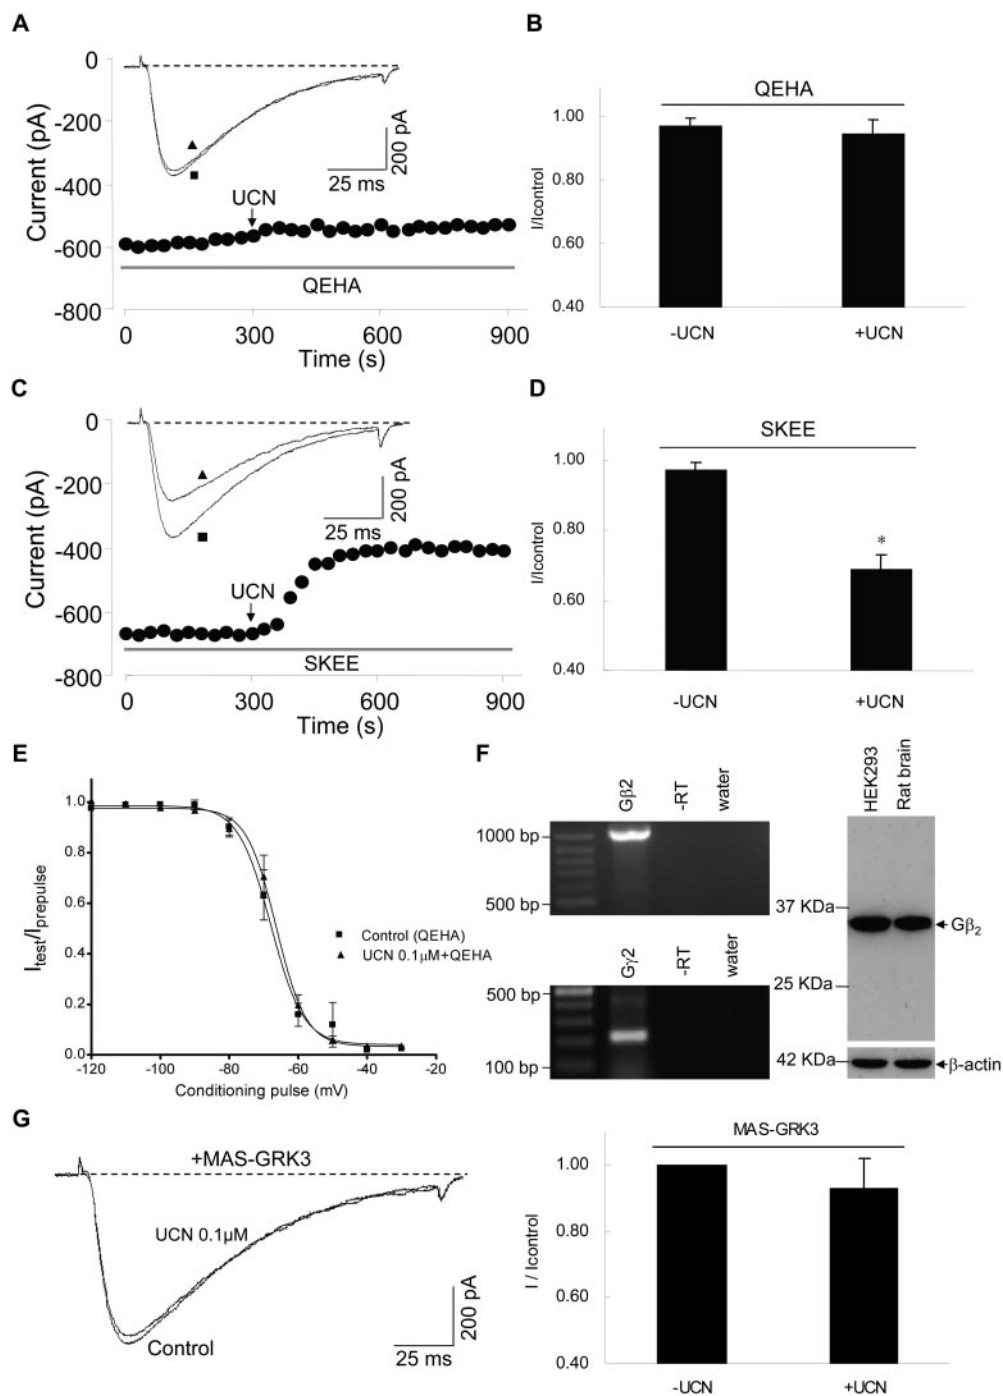 A
0
-200
-400
-600
-800
Current (pA)
200 pA
25 ms
UCN
QEHA
0
300
600
900
Time (s)
B
QEHA
1.00
0.80
0.60
0.40
I/Icontrol
-UCN
+UCN
C
0
-200
-400
-600
-800
Current (pA)
200 pA
25 ms
UCN
SKEE
0
300
600
900
Time (s)
D
SKEE
1.00
0.80
0.60
0.40
I/Icontrol
*
-UCN
+UCN
E
1.0
0.8
0.6
0.4
0.2
0.0
Itest/Iprepulse
Control (QEHA)
UCN 0.1µM+QEHA
-120
-100
-80
-60
-40
-20
Conditioning pulse (mV)
F
Gβ2
-RT
water
1000 bp
500 bp
Gγ2
-RT
water
500 bp
100 bp
HEK293
Rat brain
37 KDa
Gβ2
25 KDa
42 KDa
β-actin
G
+MAS-GRK3
UCN 0.1µM
Control
200 pA
25 ms
MAS-GRK3
1.00
0.80
0.60
0.40
I / Icontrol
-UCN
+UCN